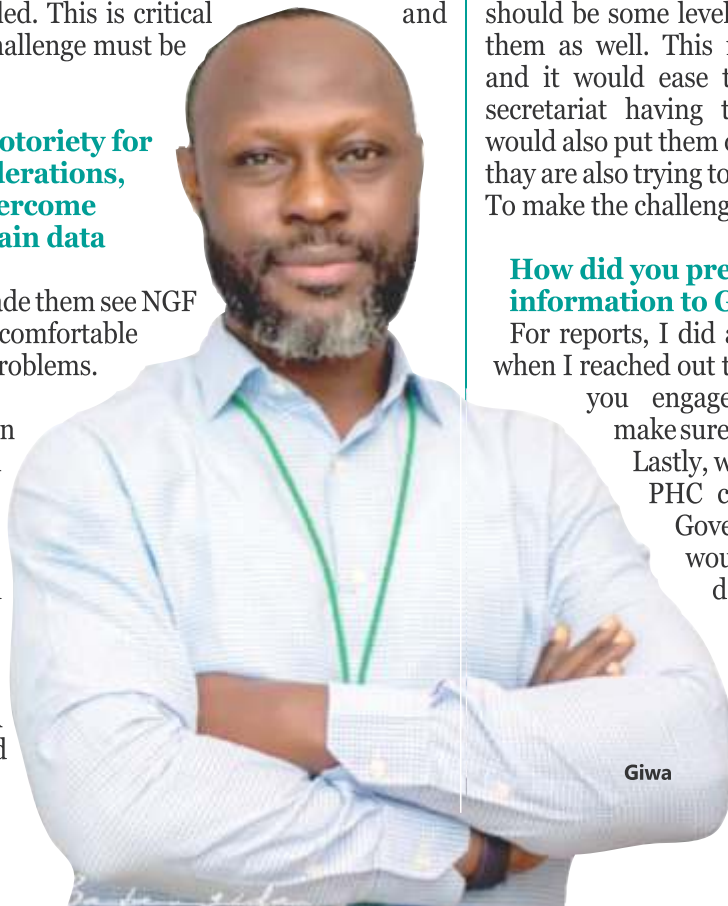 led. This is critical
and
allenge must be
otoriety for
lerations,
ercome
ain data
ade them see NGF
comfortable
roblems.
n
d
should be some level
them as well. This
and it would ease t
secretariat having t
would also put them
thay are also trying to
To make the challeng
How did you pre
information to G
For reports, I did a
when I reached out t
you engage
make sure
Lastly, w
PHC c
Gove
wou
d
Giwa